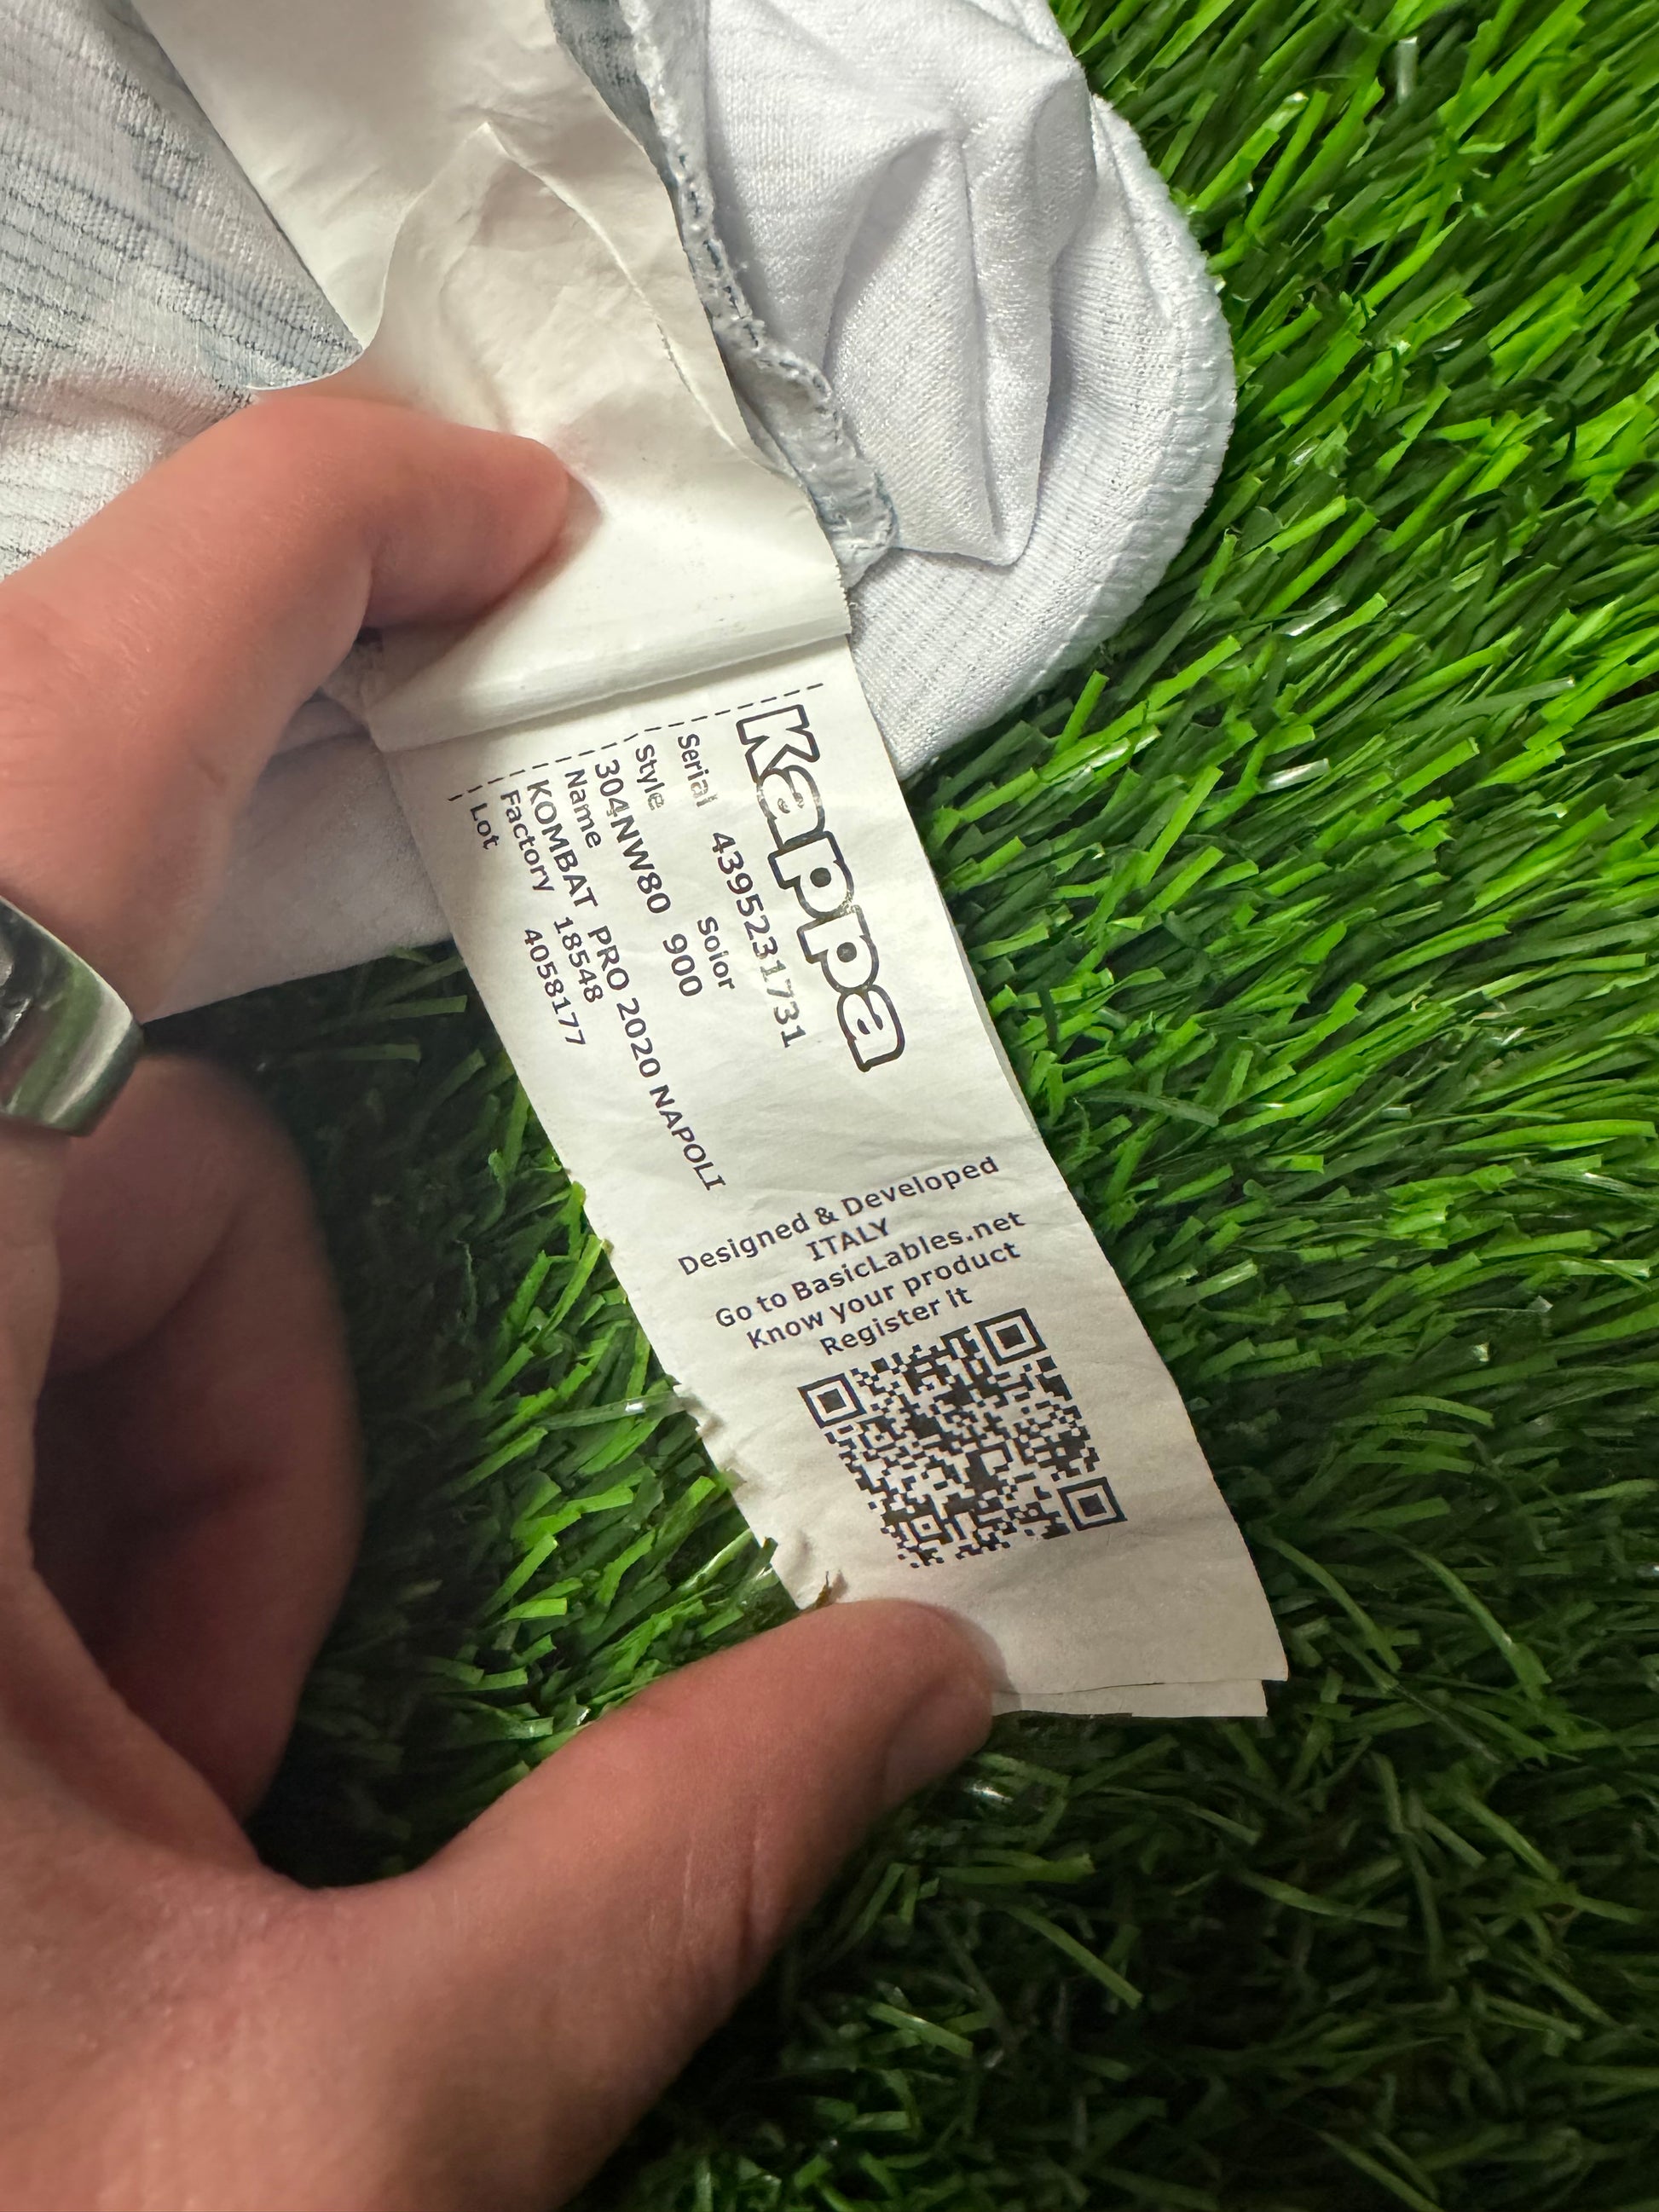 Kappa
Serial 4395231731
Style Soior
304NW80 900
Name
KOMBAT PRO 2020 NAPOLI
Factory 18548
Lot 4058177
Designed & Developed
ITALY
Go to BasicLables.net
Know your product
Register it